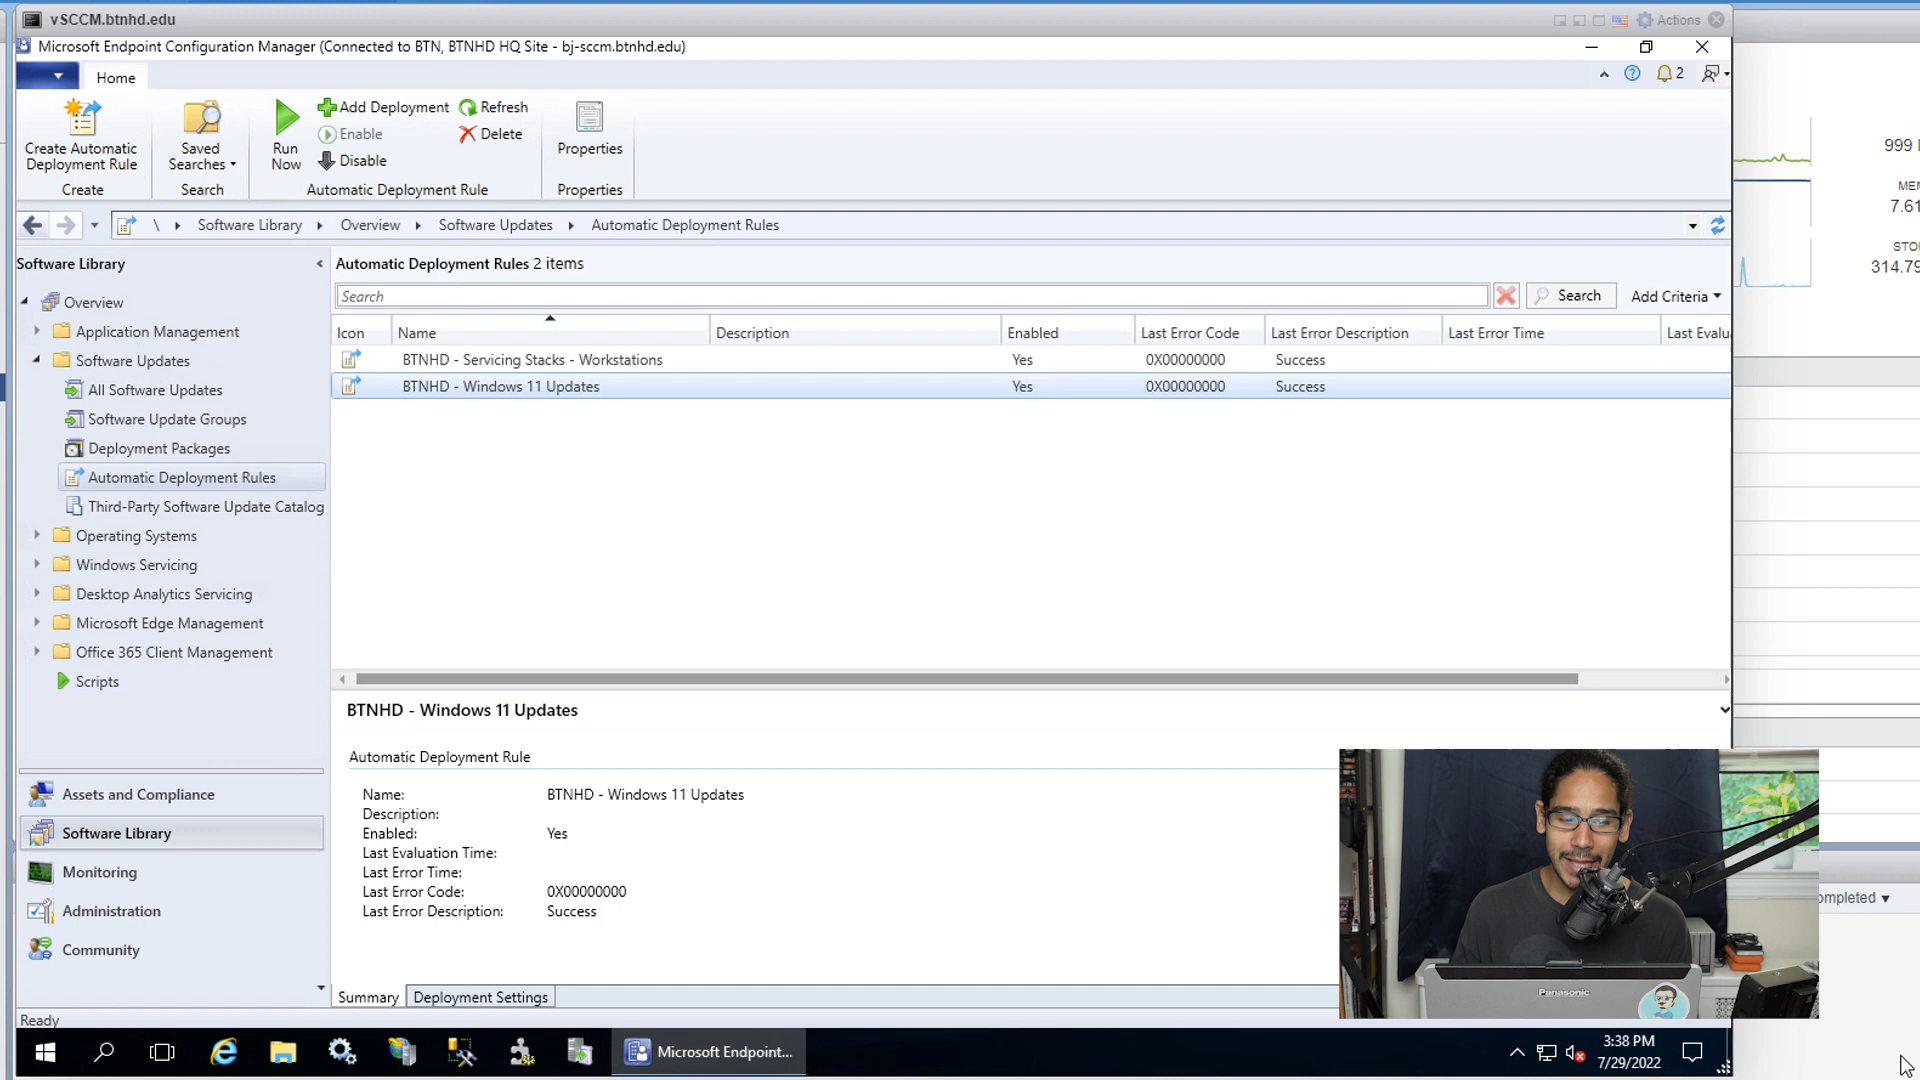 vSCCM.btnhd.edu
Actions
Microsoft Endpoint Configuration Manager (Connected to BTN, BTNHD HQ Site - bj-sccm.btnhd.edu)
Home
2
Create Automatic Deployment Rule
Saved Searches
Run Now
Add Deployment
Enable
Disable
Refresh
Delete
Properties
Create
Search
Automatic Deployment Rule
Properties
\ Software Library Overview Software Updates Automatic Deployment Rules
Software Library
Overview
Application Management
Software Updates
All Software Updates
Software Update Groups
Deployment Packages
Automatic Deployment Rules
Third-Party Software Update Catalog
Operating Systems
Windows Servicing
Desktop Analytics Servicing
Microsoft Edge Management
Office 365 Client Management
Scripts
Assets and Compliance
Software Library
Monitoring
Administration
Community
Automatic Deployment Rules 2 items
Search
Search
Add Criteria
Icon Name Description Enabled Last Error Code Last Error Description Last Error Time Last Evalu
BTNHD - Servicing Stacks - Workstations Yes 0X00000000 Success
BTNHD - Windows 11 Updates Yes 0X00000000 Success
BTNHD - Windows 11 Updates
Automatic Deployment Rule
Name: BTNHD - Windows 11 Updates
Description:
Enabled: Yes
Last Evaluation Time:
Last Error Time:
Last Error Code: 0X00000000
Last Error Description: Success
Summary
Deployment Settings
Ready
Microsoft Endpoint...
3:38 PM
7/29/2022
999
MEM
7.61
STO
314.79
ompleted
Panasonic